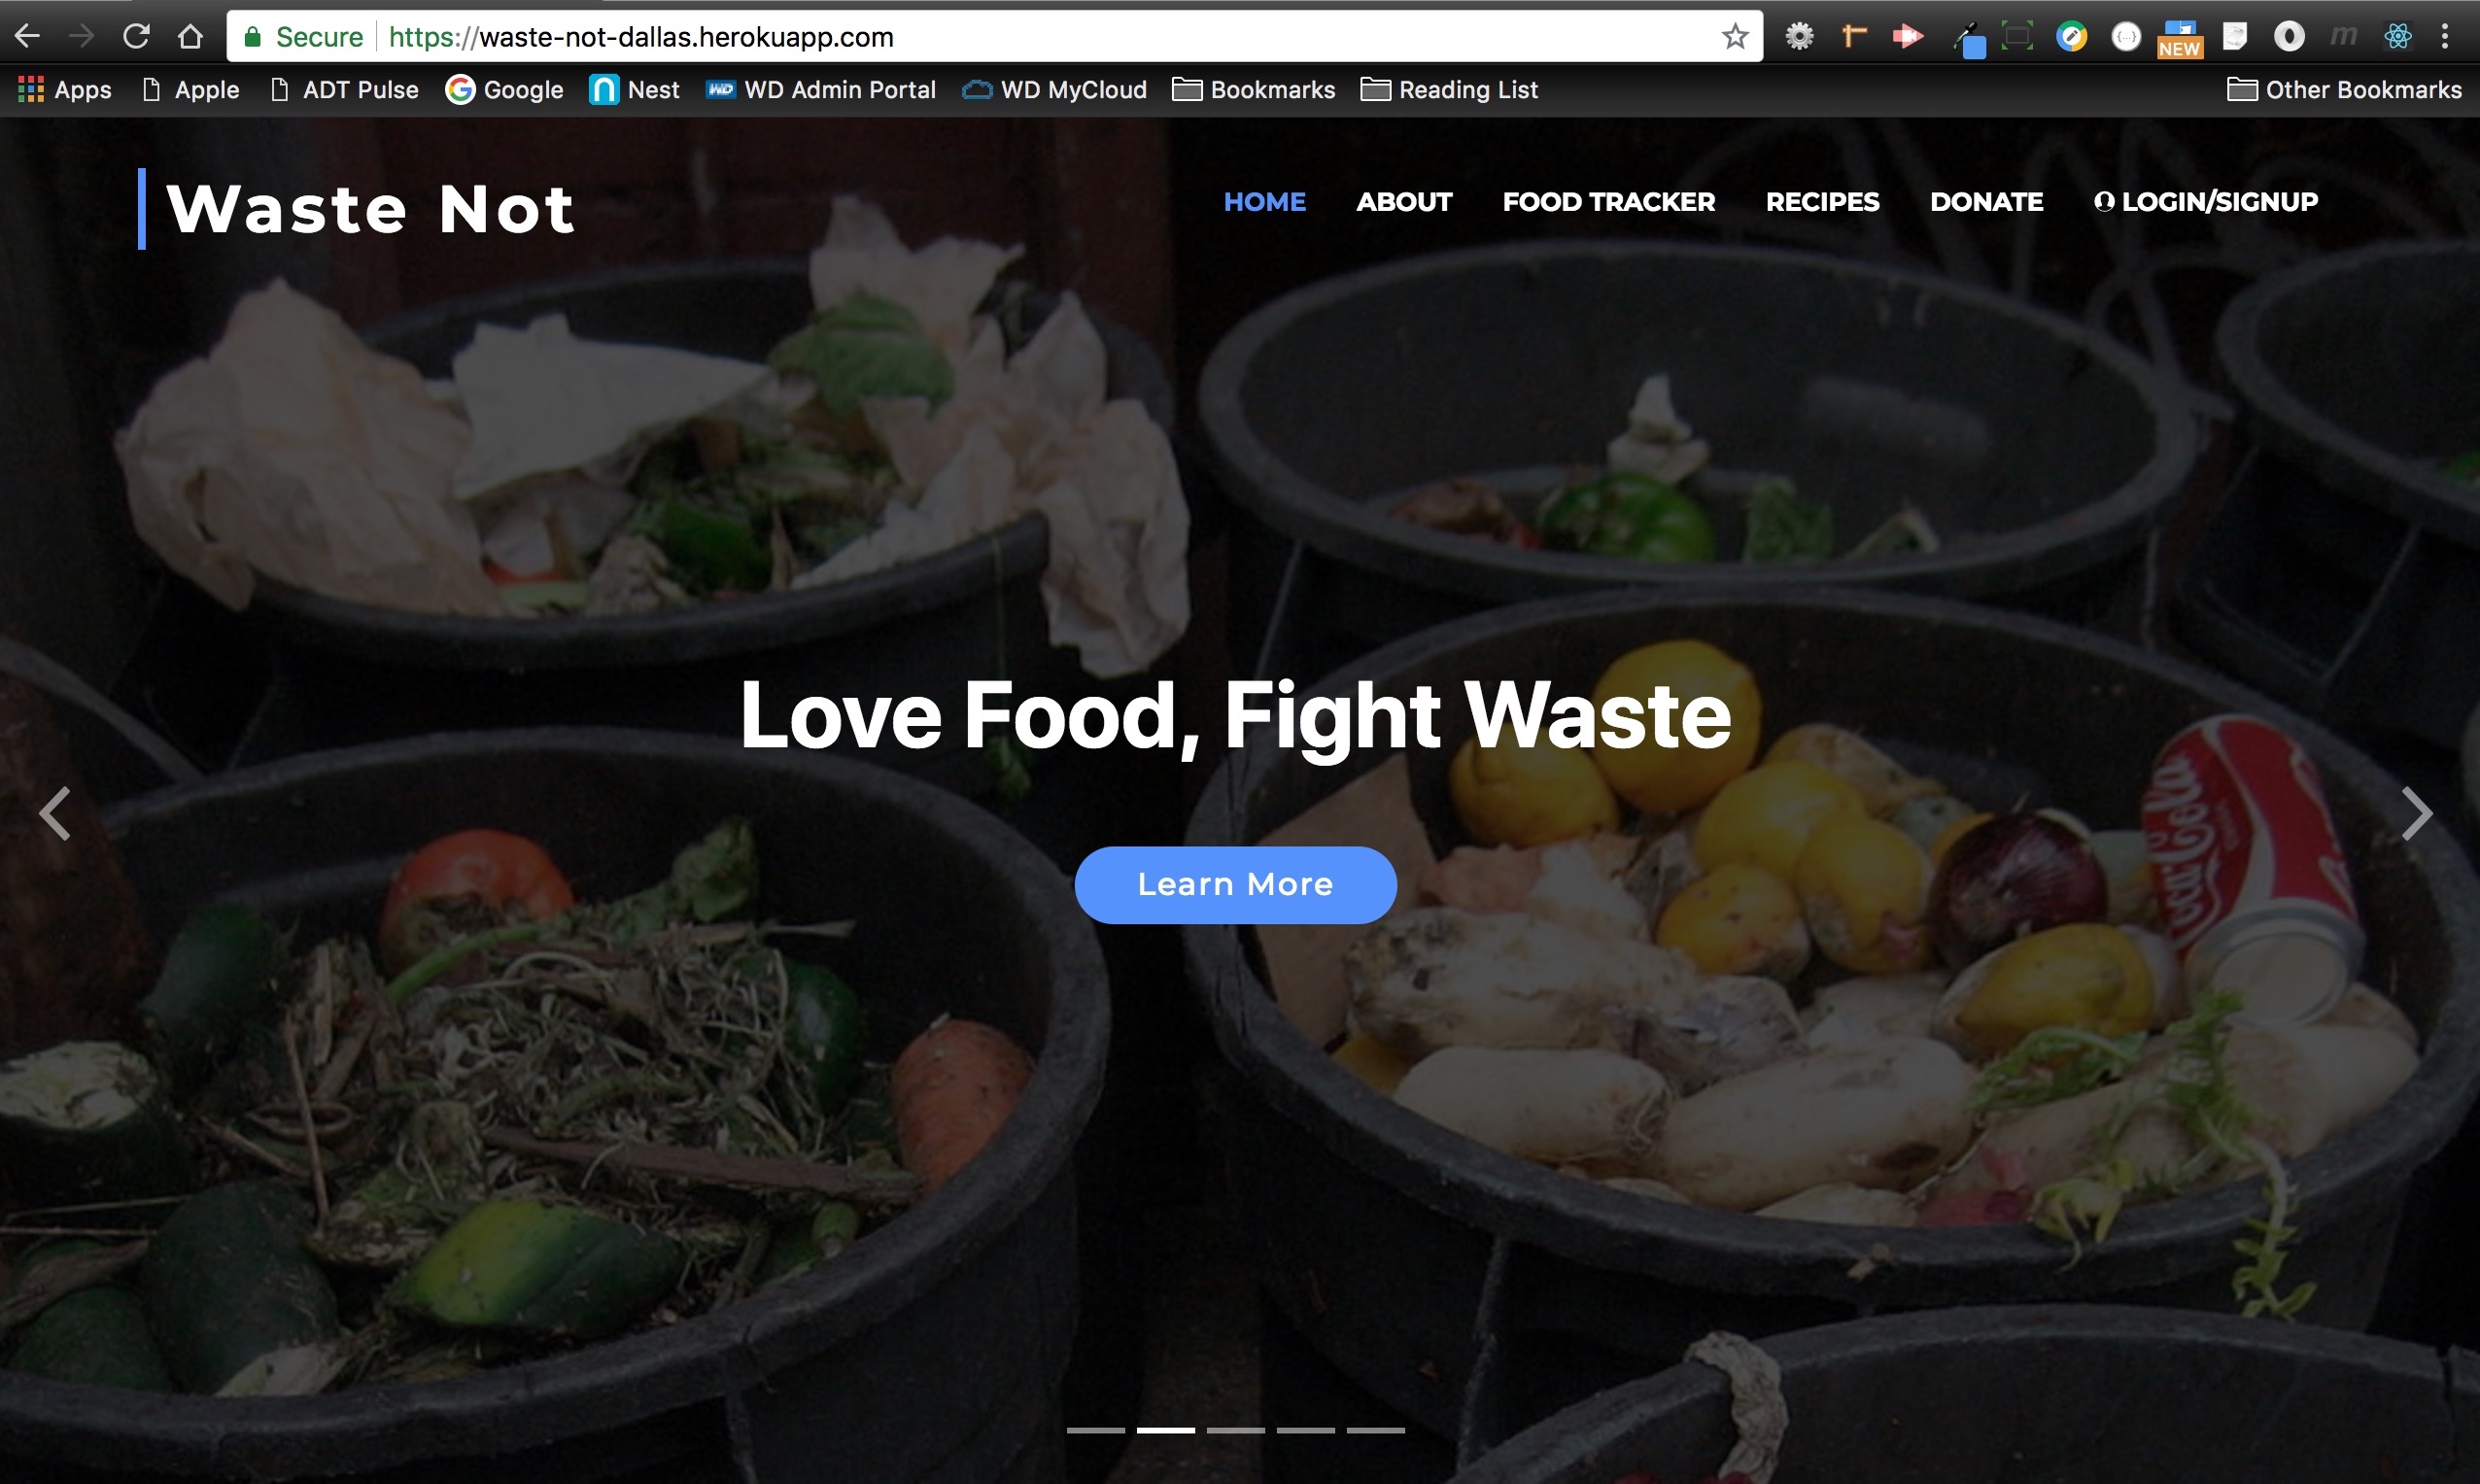 Secure https://waste-not-dallas.herokuapp.com
NEW
m
Apps Apple ADT Pulse Google Nest WD Admin Portal WD MyCloud Bookmarks Reading List Other Bookmarks
Waste Not
HOME ABOUT FOOD TRACKER RECIPES DONATE LOGIN/SIGNUP
Love Food, Fight Waste
Learn More
Coca-Cola